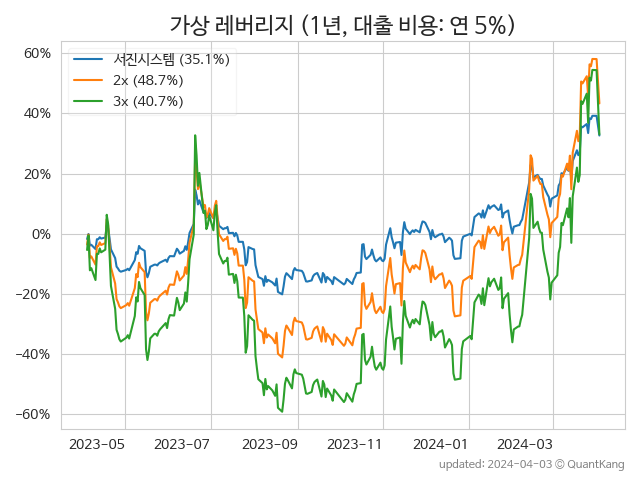 가상 레버리지 (1년, 대출 비용: 연 5%)
서진시스템 (35.1%)
2x (48.7%)
3x (40.7%)
60%
40%
20%
0%
−20%
−40%
−60%
2023-05 2023-07 2023-09 2023-11 2024-01 2024-03
updated: 2024-04-03 © QuantKang